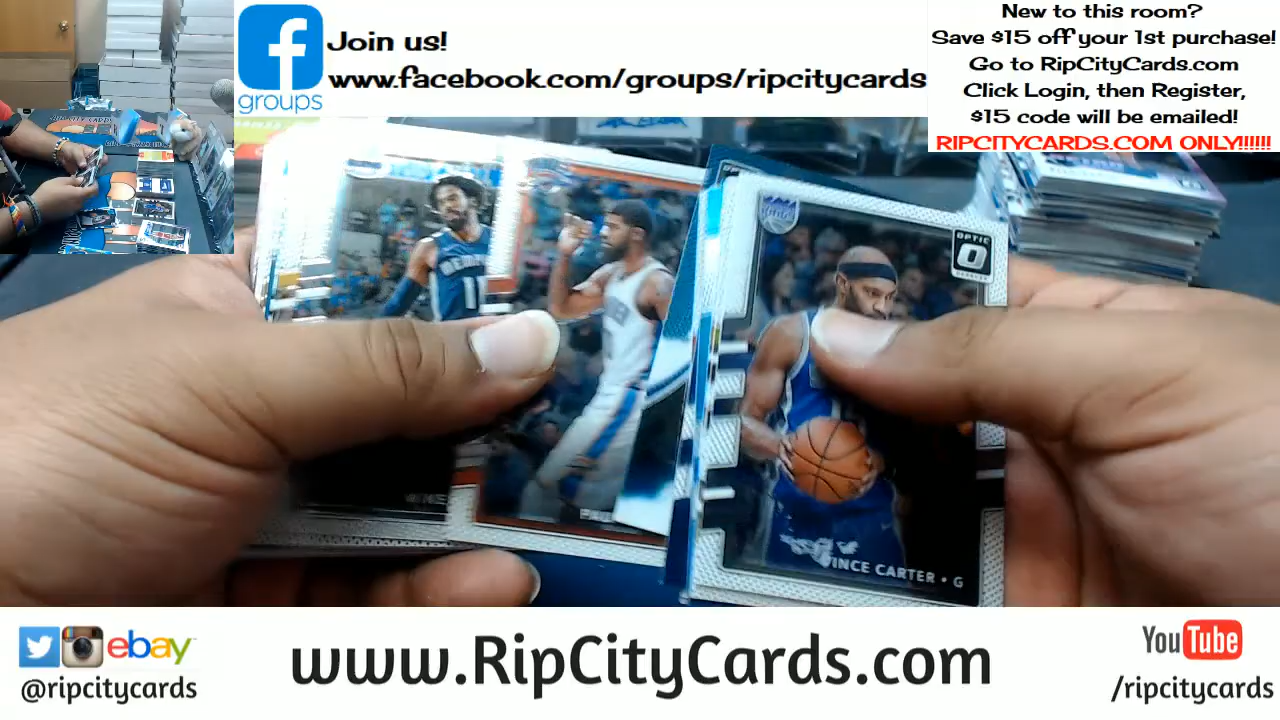 Join us!
www.facebook.com/groups/ripcitycards
groups
New to this room?
Save $15 off your 1st purchase!
Go to RipCityCards.com
Click Login, then Register,
$15 code will be emailed!
RIPCITYCARDS.COM ONLY!!!!!!
OPTIC
VINCE CARTER • G
11
ebay
@ripcitycards
www.RipCityCards.com
YouTube
/ripcitycards